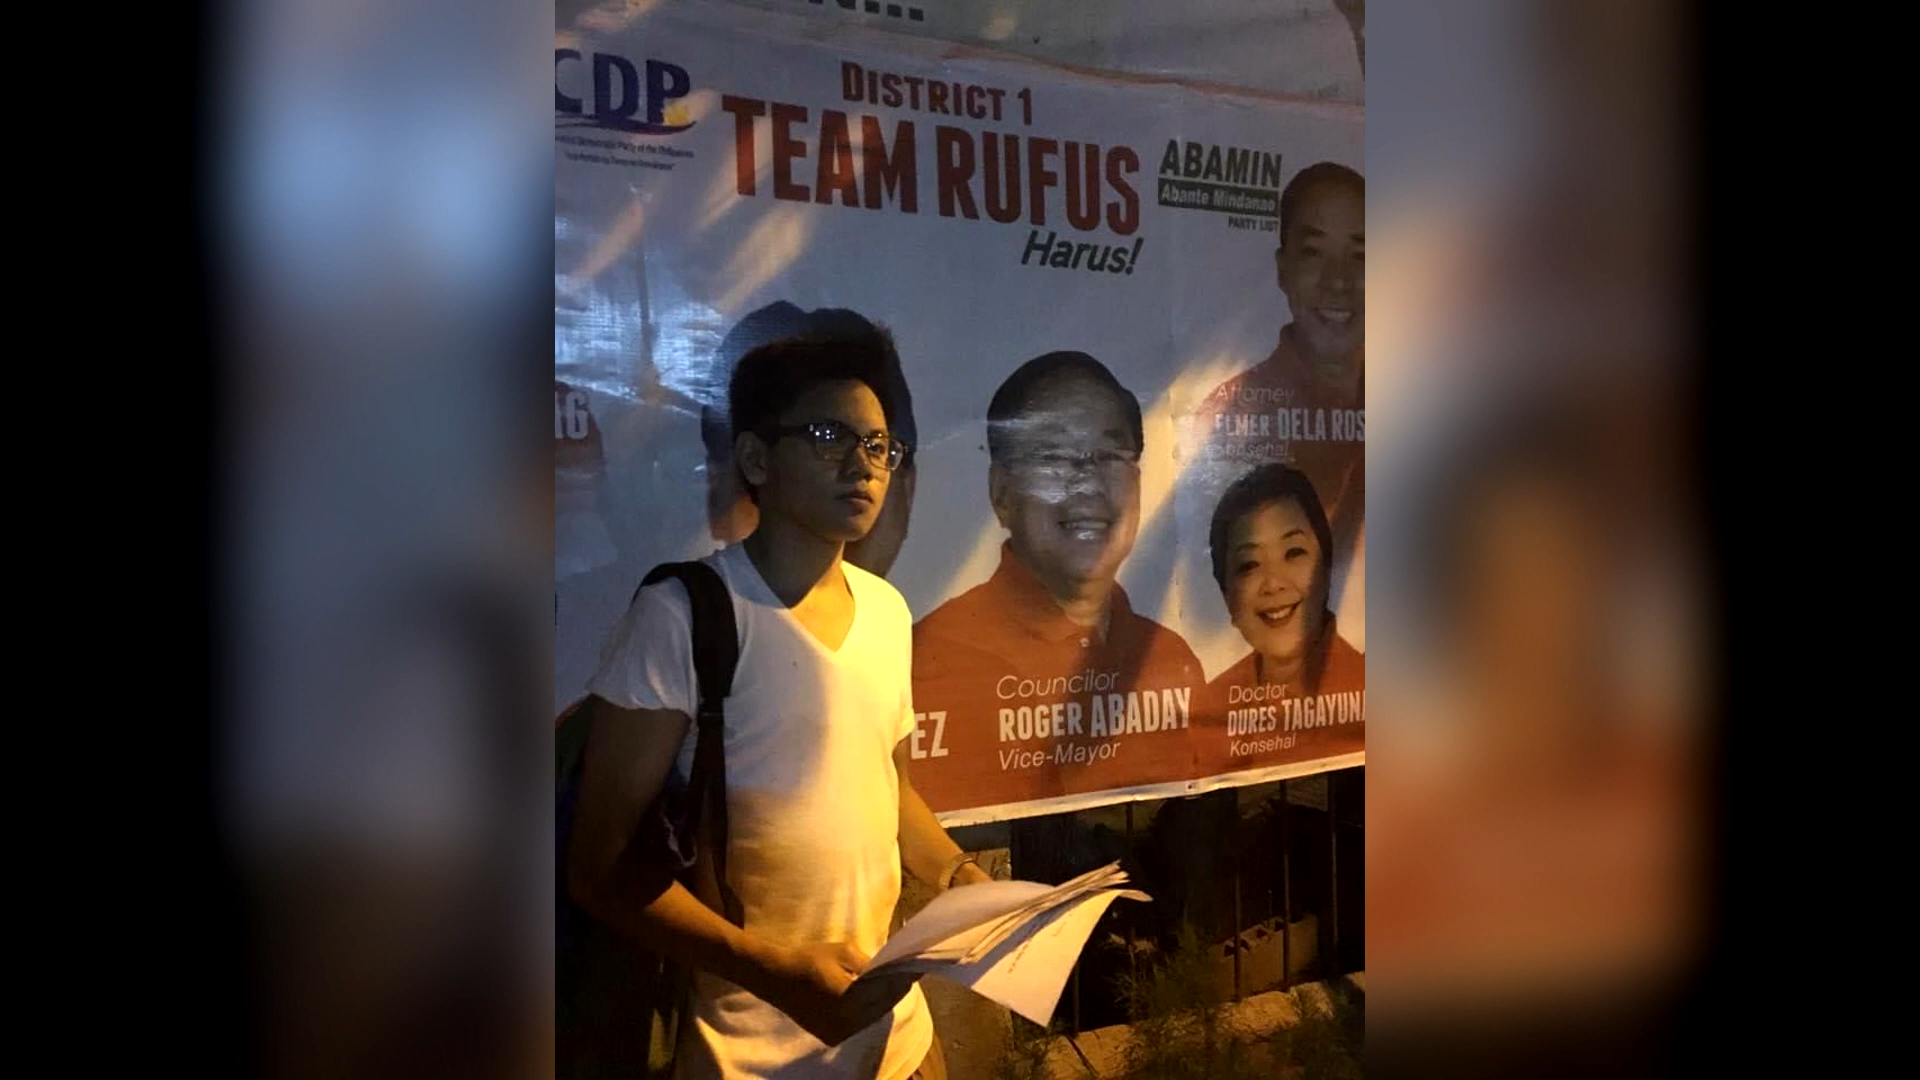 CDP
DISTRICT 1
TEAM RUFUS
Harus!
ABAMIN
Abante Mindanao
PARTY LIST
Attorney
ELMER DELA ROS
Konsehal
AG
EZ
Councilor
ROGER ABADAY
Vice-Mayor
Doctor
DURES TAGAYUNA
Konsehal